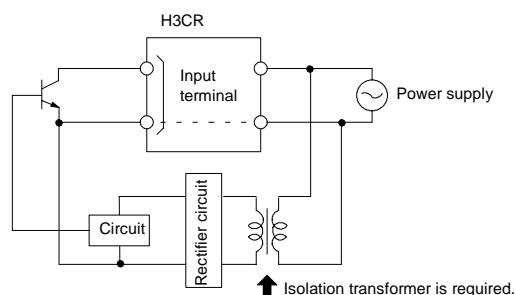 H3CR
Input
terminal
Power supply
Circuit
Rectifier circuit
Isolation transformer is required.